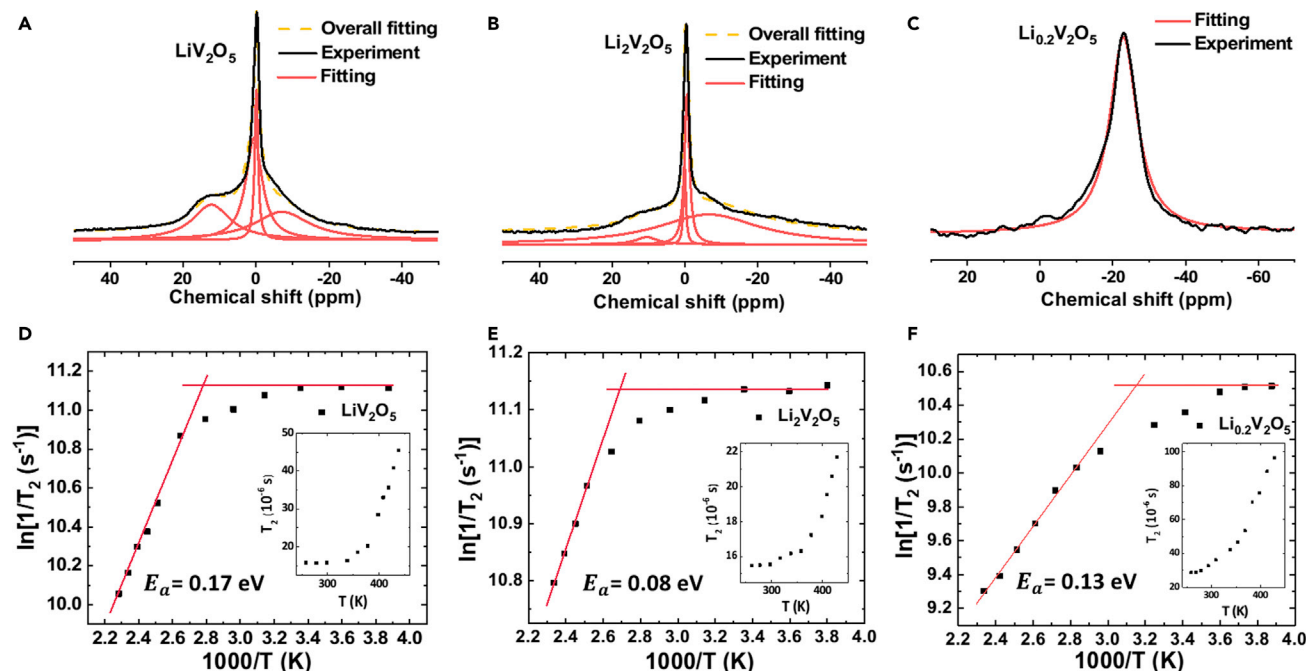 A
LiV₂O₅
Overall fitting
Experiment
Fitting
40 20 0 -20 -40
Chemical shift (ppm)
B
Li₂V₂O₅
Overall fitting
Experiment
Fitting
40 20 0 -20 -40
Chemical shift (ppm)
C
Li₀.₂V₂O₅
Fitting
Experiment
20 0 -20 -40 -60
Chemical shift (ppm)
D
ln[1/T₂ (s⁻¹)]
11.2
11.0
10.8
10.6
10.4
10.2
10.0
LiV₂O₅
T₂ (10⁻⁶ s)
50
40
30
20
300 400
T (K)
Eₐ= 0.17 eV
2.2 2.4 2.6 2.8 3.0 3.2 3.4 3.6 3.8 4.0
1000/T (K)
E
ln[1/T₂ (s⁻¹)]
11.2
11.1
11.0
10.9
10.8
Li₂V₂O₅
T₂ (10⁻⁶ s)
22
20
18
16
14
300 400
T (K)
Eₐ= 0.08 eV
2.2 2.4 2.6 2.8 3.0 3.2 3.4 3.6 3.8 4.0
1000/T (K)
F
ln[1/T₂ (s⁻¹)]
10.8
10.6
10.4
10.2
10.0
9.8
9.6
9.4
9.2
Li₀.₂V₂O₅
T₂ (10⁻⁶ s)
100
80
60
40
20
300 400
T (K)
Eₐ= 0.13 eV
2.2 2.4 2.6 2.8 3.0 3.2 3.4 3.6 3.8 4.0
1000/T (K)